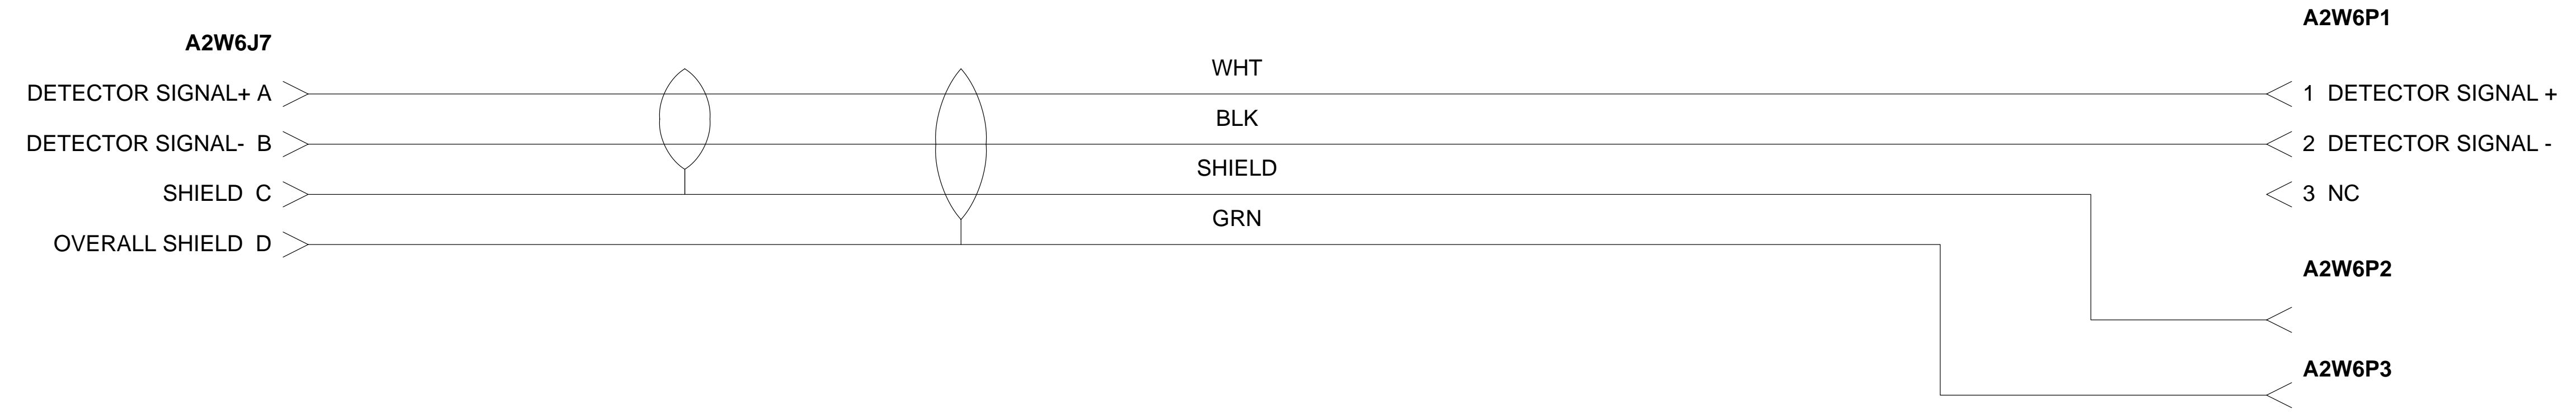 A2W6P1
A2W6J7
WHT
DETECTOR SIGNAL+ A
1 DETECTOR SIGNAL +
BLK
DETECTOR SIGNAL- B
2 DETECTOR SIGNAL -
SHIELD
SHIELD C
3 NC
GRN
OVERALL SHIELD D
A2W6P2
A2W6P3